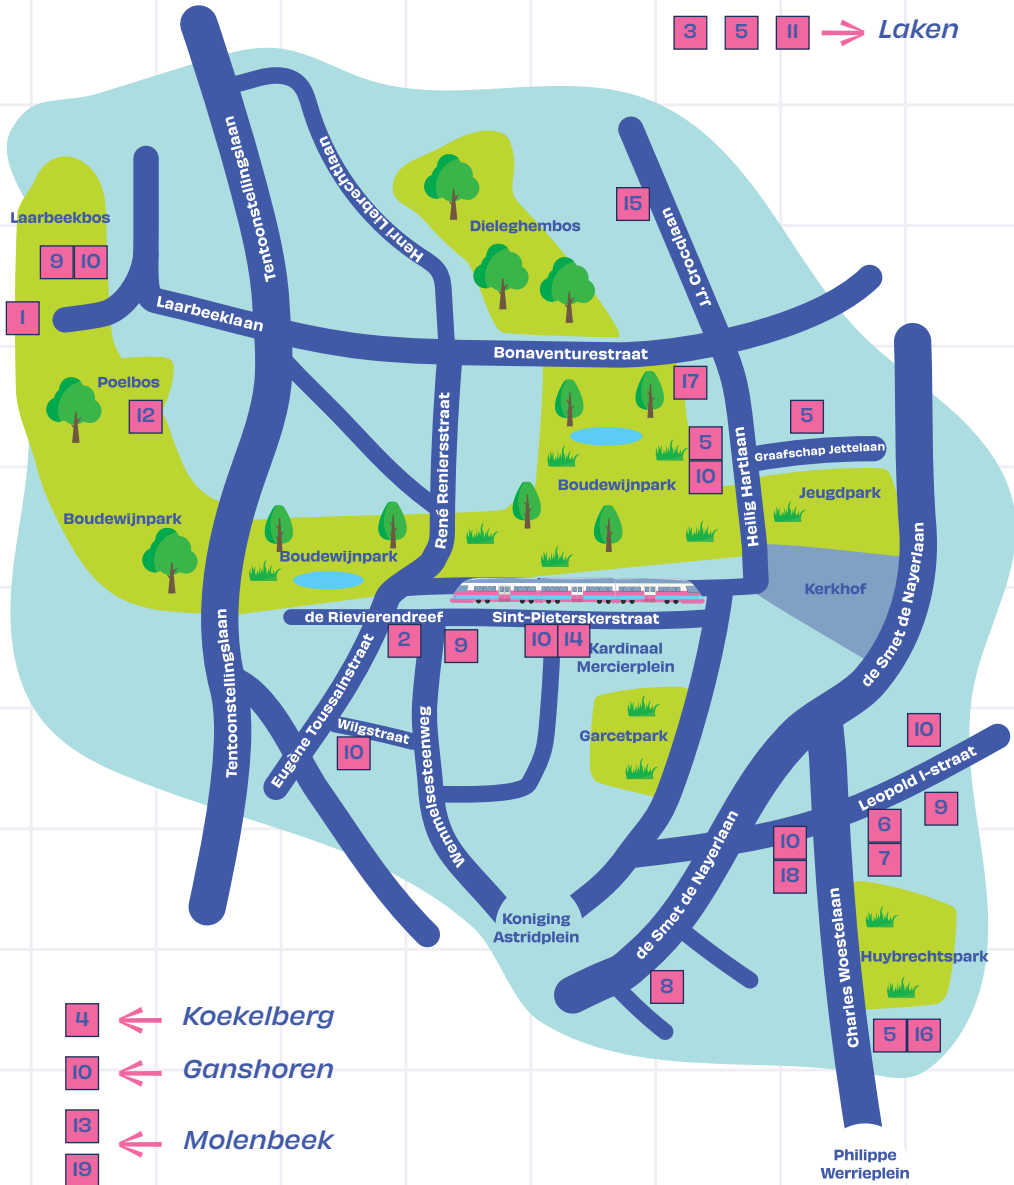 3 5 11 Laken
Tentoonstellingslaan
Henri Liebrechtlaan
Laarbeekbos
9 10
1
Dieleghembos
15
J.J. Crocqlaan
Laarbeeklaan
Bonaventurestraat
Poelbos
12
17
5
5
10
Graafschap Jettelaan
René Reniersstraat
Heilig Hartlaan
Boudewijnpark
Jeugdpark
Boudewijnpark
Boudewijnpark
Kerkhof
de Smet de Nayerlaan
de Rievierendreef
Sint-Pieterskerstraat
2
9
10 14
Kardinaal
Mercierplein
Tentoonstellingslaan
Eugène Toussainstraat
Wilgstraat
10
Wemmelsesteenweg
Garcetpark
10
Leopold I-straat
9
6
7
10
18
de Smet de Nayerlaan
Koniging
Astridplein
Charles Woestelaan
Huybrechtspark
8
5 16
4 Koekelberg
10 Ganshoren
13
Molenbeek
19
Philippe
Werrieplein